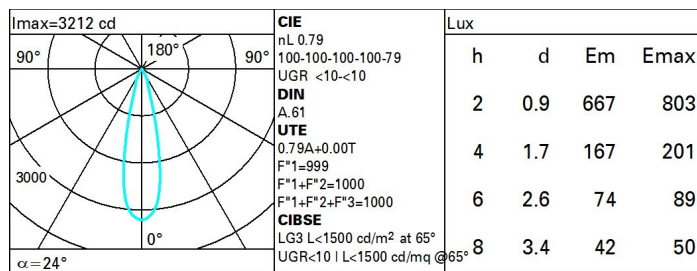 Imax=3212 cd
90°
180°
90°
3000
0°
α=24°
CIE
nL 0.79
100-100-100-100-79
UGR <10-<10
DIN
A.61
UTE
0.79A+0.00T
F"1=999
F"1+F"2=1000
F"1+F"2+F"3=1000
CIBSE
LG3 L<1500 cd/m² at 65°
UGR<10 | L<1500 cd/mq @65°
Lux
h d Em Emax
2 0.9 667 803
4 1.7 167 201
6 2.6 74 89
8 3.4 42 50